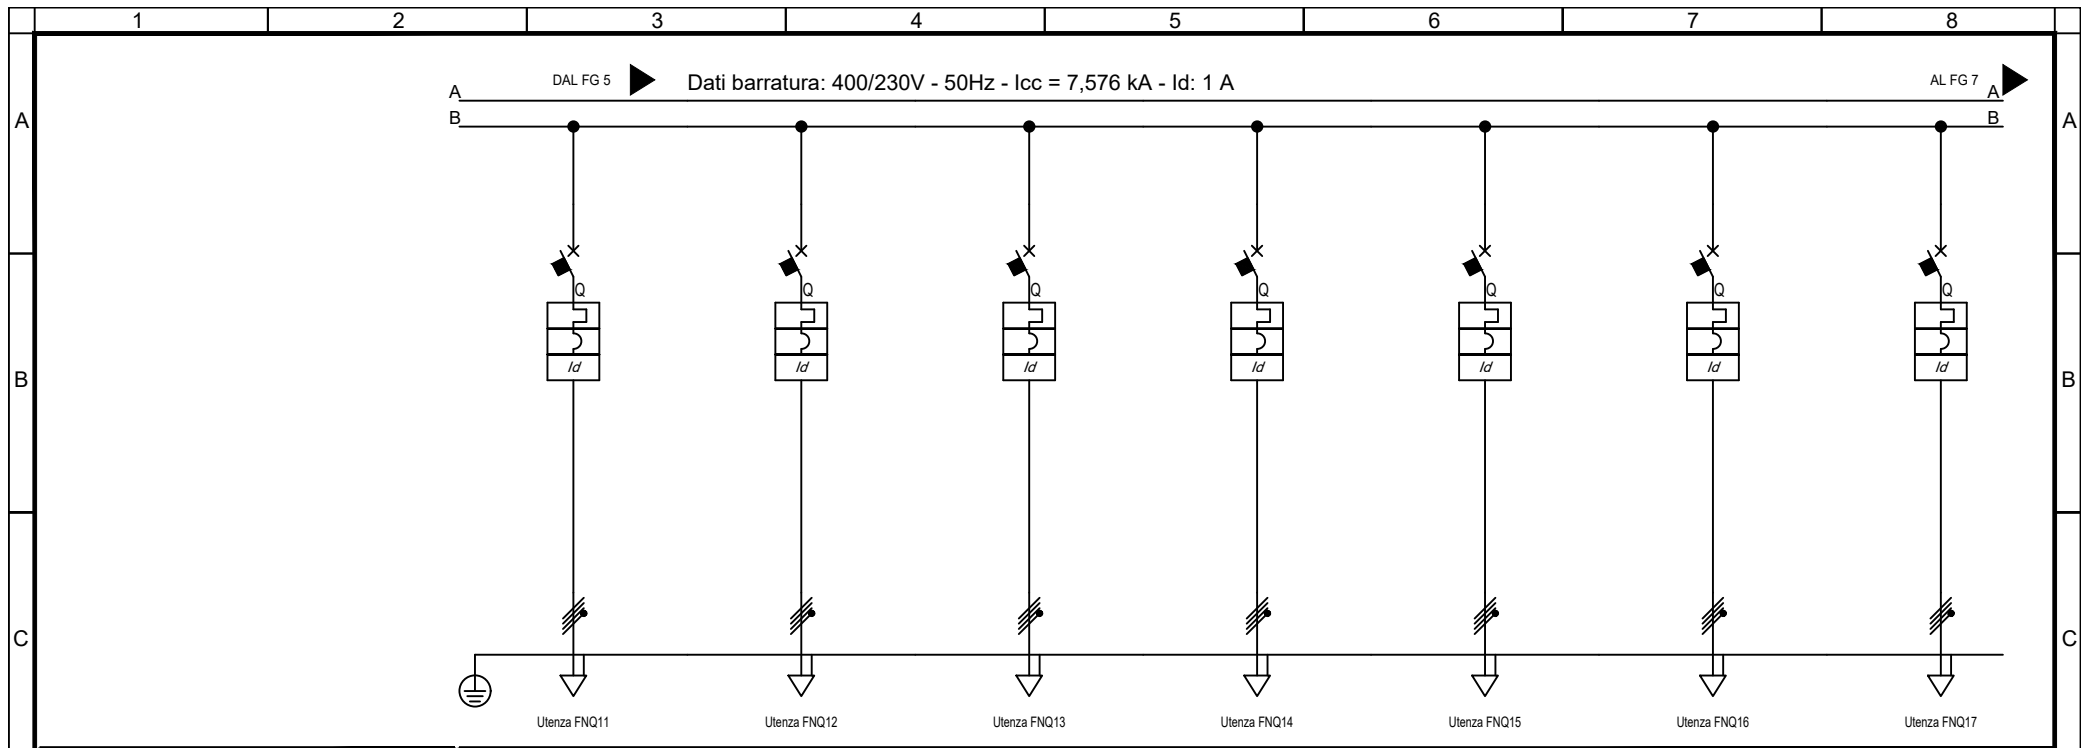 1 2 3 4 5 6 7 8
DAL FG 5 Dati barratura: 400/230V - 50Hz - Icc = 7,576 kA - Id: 1 A AL FG 7
A A
B B
A A
Q Q Q Q Q Q Q
Id Id Id Id Id Id Id
B B
C C
Utenza FNQ11 Utenza FNQ12 Utenza FNQ13 Utenza FNQ14 Utenza FNQ15 Utenza FNQ16 Utenza FNQ17